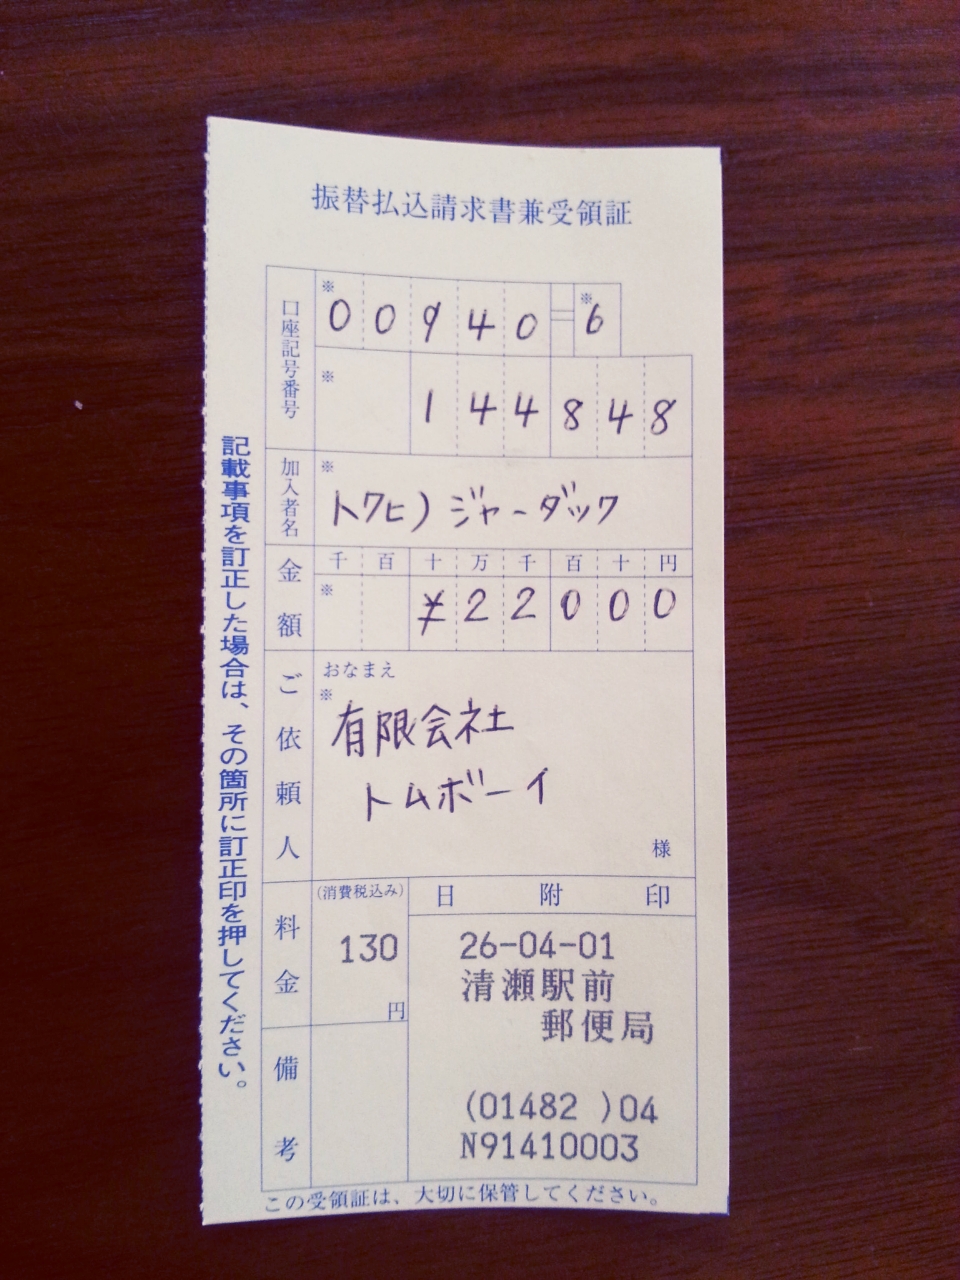 振替払込請求書兼受領証
口座記号番号
※ 00940=※6
※ 1448848
加入者名
※
トクヒ)ジャーダック
金額
千 百 十 万 千 百 十 円
※ ¥22000
ご依頼人
おなまえ
※
有限会社
トムボーイ
様
料金
(消費税込み)
130
円
日 附 印
26-04-01
清瀬駅前
郵便局
(01482 )04
N91410003
備考
この受領証は、大切に保管してください。
記載事項を訂正した場合は、その箇所に訂正印を押してください。